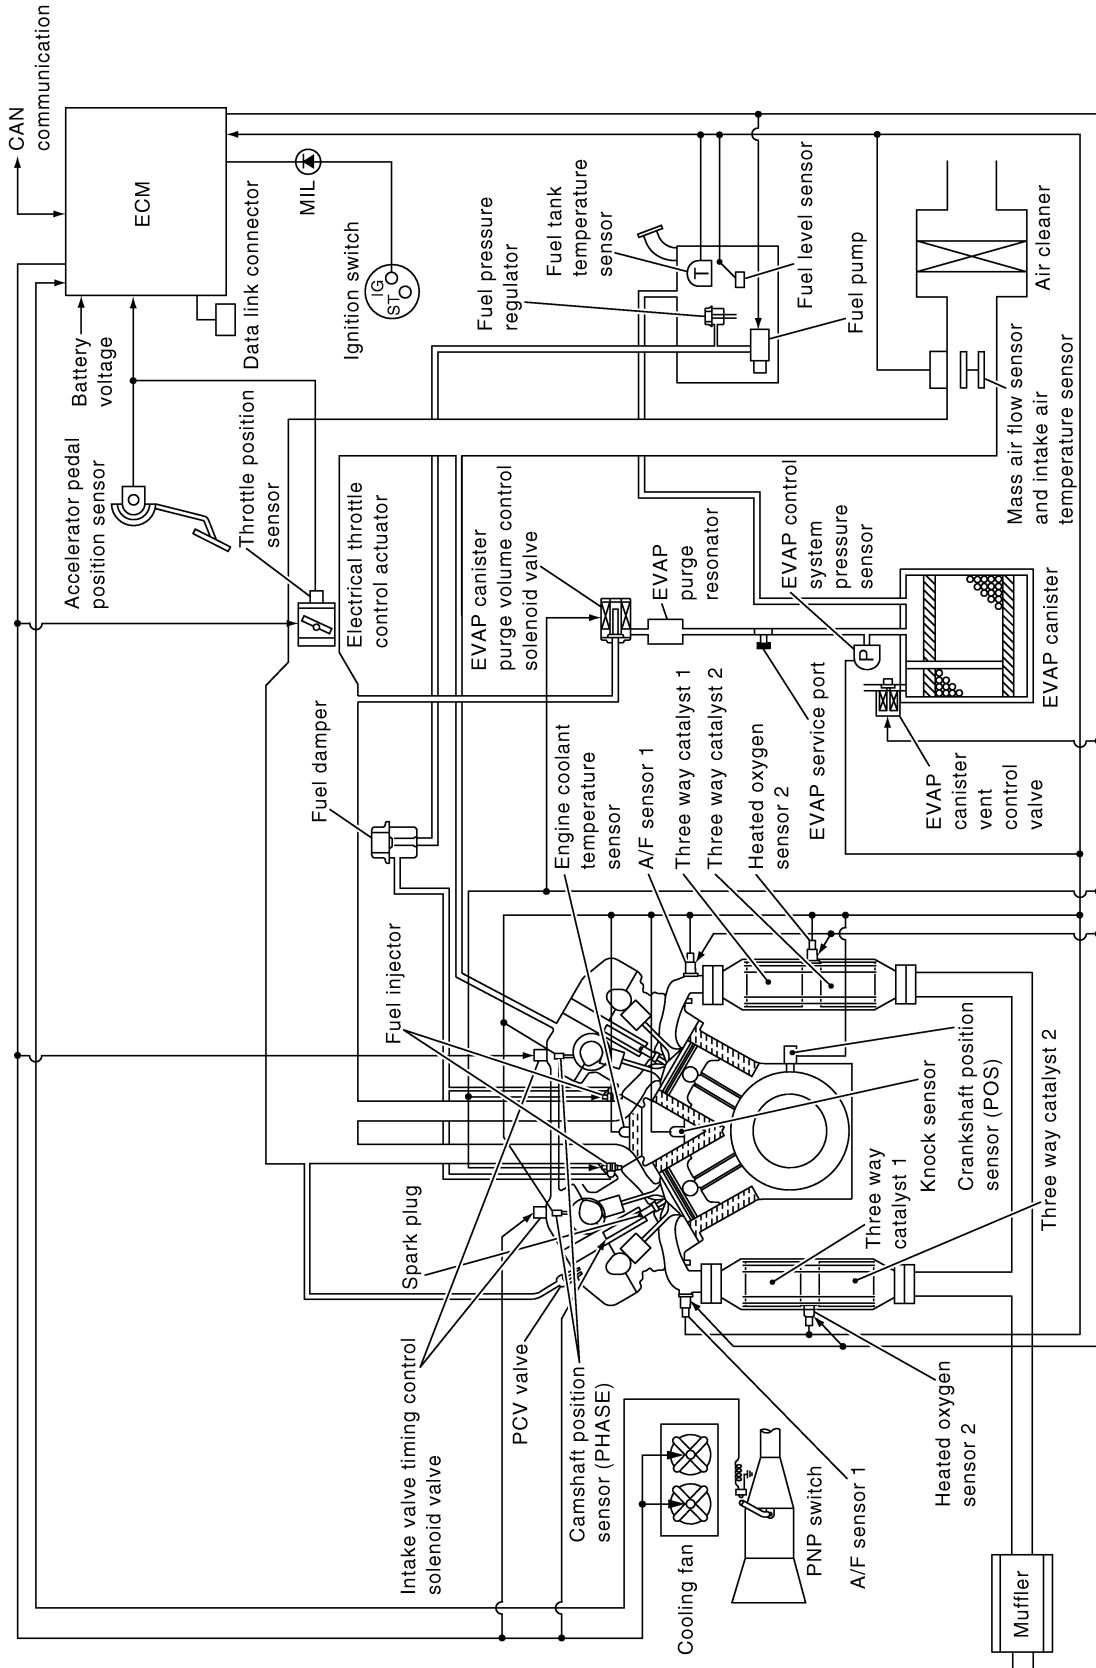 CAN
communication
ECM
MIL
Data link connector
Ignition switch
IG
ST
Battery
voltage
Accelerator pedal
position sensor
Throttle position
sensor
Electrical throttle
control actuator
Fuel pressure
regulator
Fuel tank
temperature
sensor
T
Fuel level sensor
Fuel pump
Air cleaner
Mass air flow sensor
and intake air
temperature sensor
EVAP canister
purge volume control
solenoid valve
EVAP
purge
resonator
EVAP control
system
pressure
sensor
P
EVAP canister
EVAP service port
EVAP
canister
vent
control
valve
Fuel damper
Engine coolant
temperature
sensor
A/F sensor 1
Three way catalyst 1
Three way catalyst 2
Heated oxygen
sensor 2
Fuel injector
Spark plug
Intake valve timing control
solenoid valve
PCV valve
Camshaft position
sensor (PHASE)
Knock sensor
Crankshaft position
sensor (POS)
Three way
catalyst 1
Three way catalyst 2
Cooling fan
PNP switch
A/F sensor 1
Heated oxygen
sensor 2
Muffler